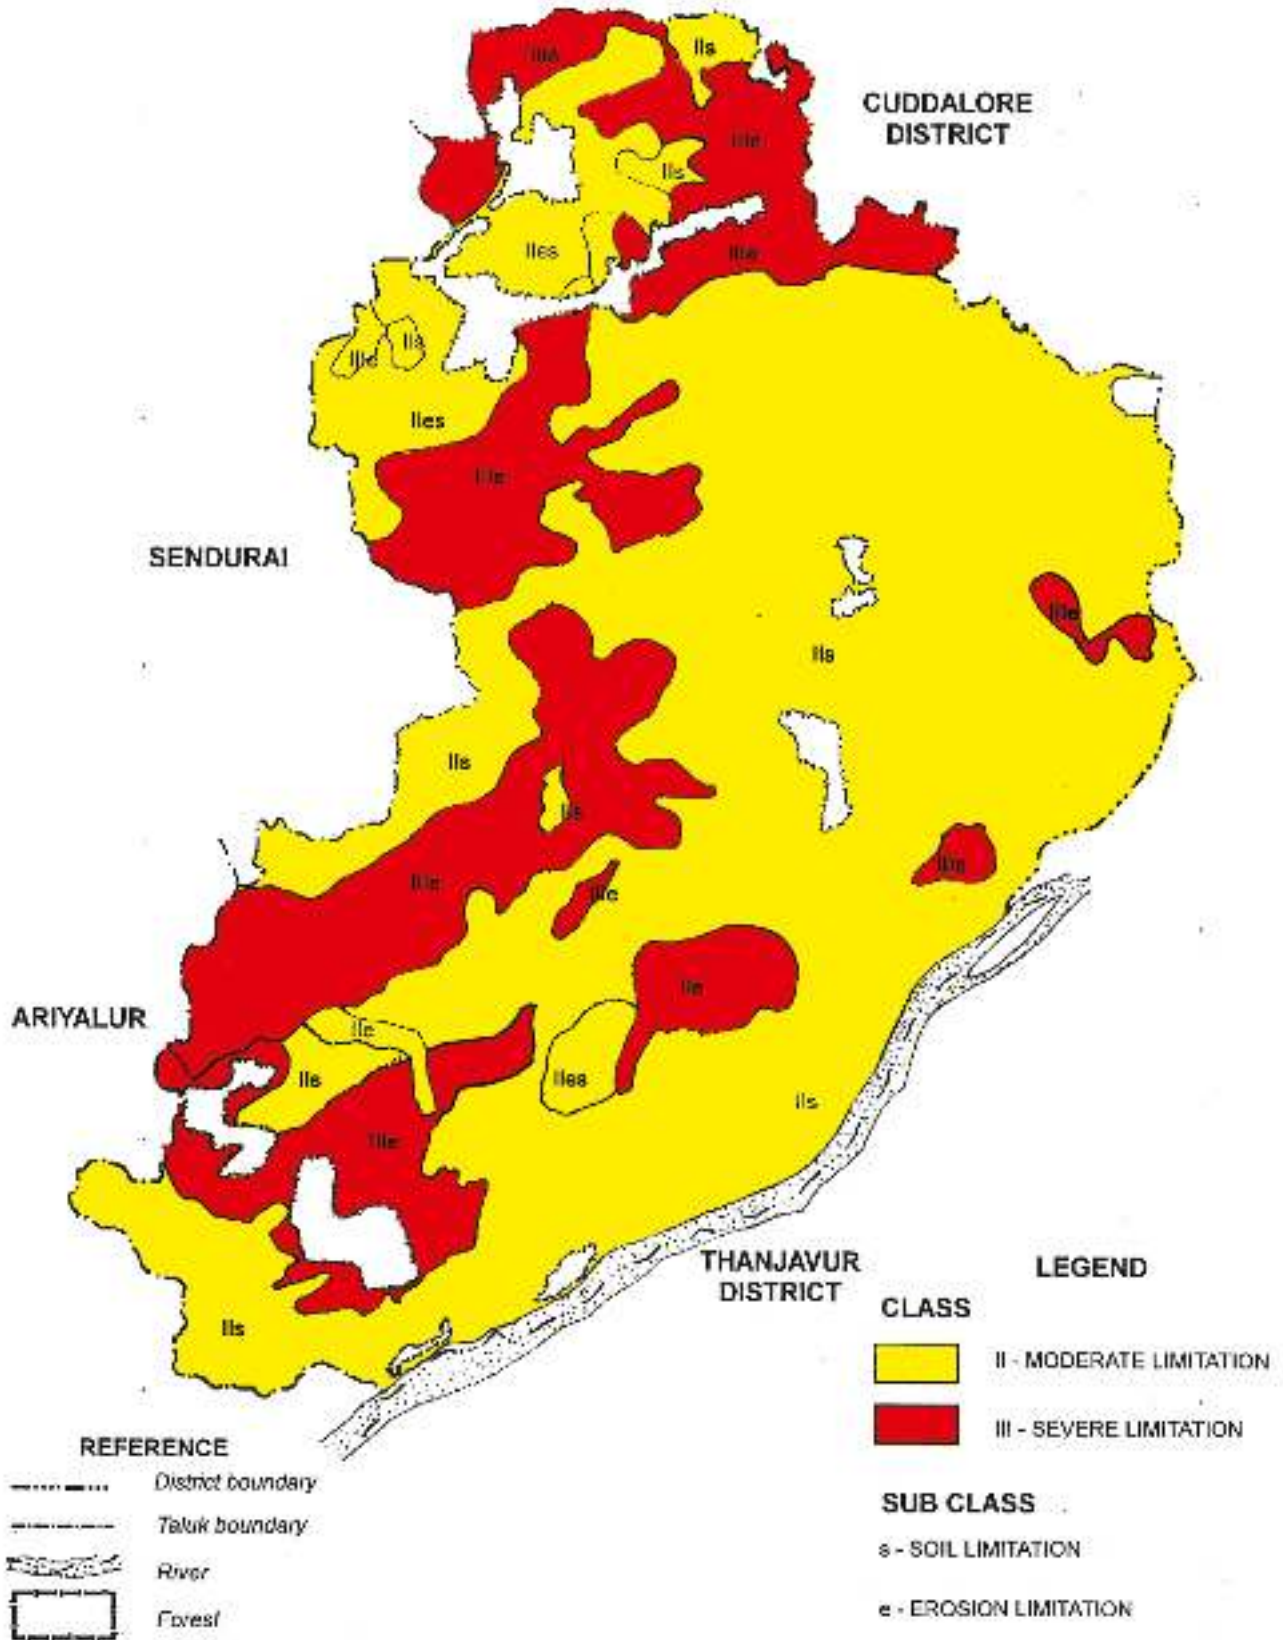 IIIe
IIs
CUDDALORE
DISTRICT
IIIe
IIs
IIes
IIIe
IIs
IIIe
IIes
IIIe
SENDURAI
IIIe
IIs
IIs
IIs
IIIe
IIIe
IIIe
IIe
ARIYALUR
IIe
IIs
IIes
IIs
IIIe
THANJAVUR
DISTRICT
IIs
LEGEND
CLASS
II - MODERATE LIMITATION
III - SEVERE LIMITATION
SUB CLASS
s - SOIL LIMITATION
e - EROSION LIMITATION
REFERENCE
District boundary
Taluk boundary
River
Forest